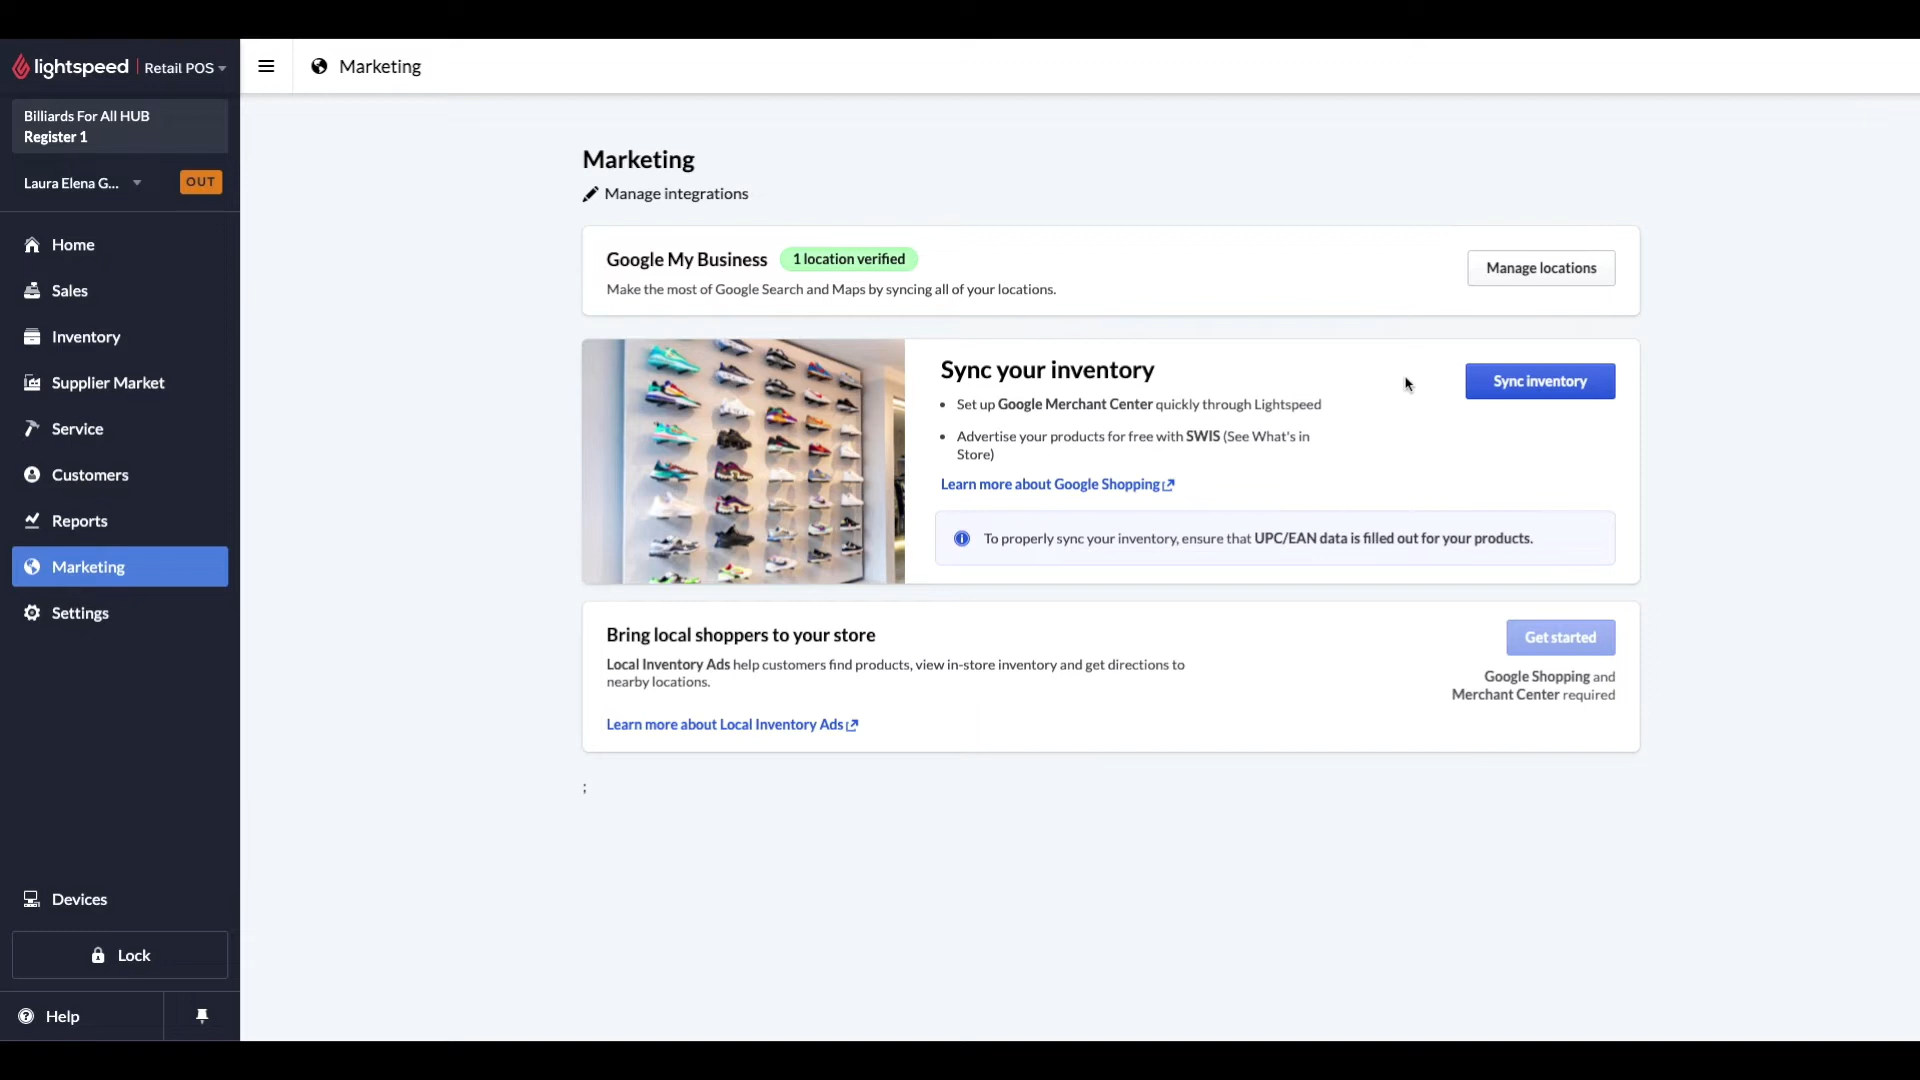 lightspeed Retail POS
Marketing
Billiards For All HUB
Register 1
Laura Elena G... OUT
Home
Sales
Inventory
Supplier Market
Service
Customers
Reports
Marketing
Settings
Devices
Lock
Help
Marketing
Manage integrations
Google My Business 1 location verified
Make the most of Google Search and Maps by syncing all of your locations.
Manage locations
Sync your inventory
• Set up Google Merchant Center quickly through Lightspeed
• Advertise your products for free with SWIS (See What's in
Store)
Learn more about Google Shopping
Sync inventory
To properly sync your inventory, ensure that UPC/EAN data is filled out for your products.
Bring local shoppers to your store
Local Inventory Ads help customers find products, view in-store inventory and get directions to
nearby locations.
Learn more about Local Inventory Ads
Get started
Google Shopping and
Merchant Center required
;